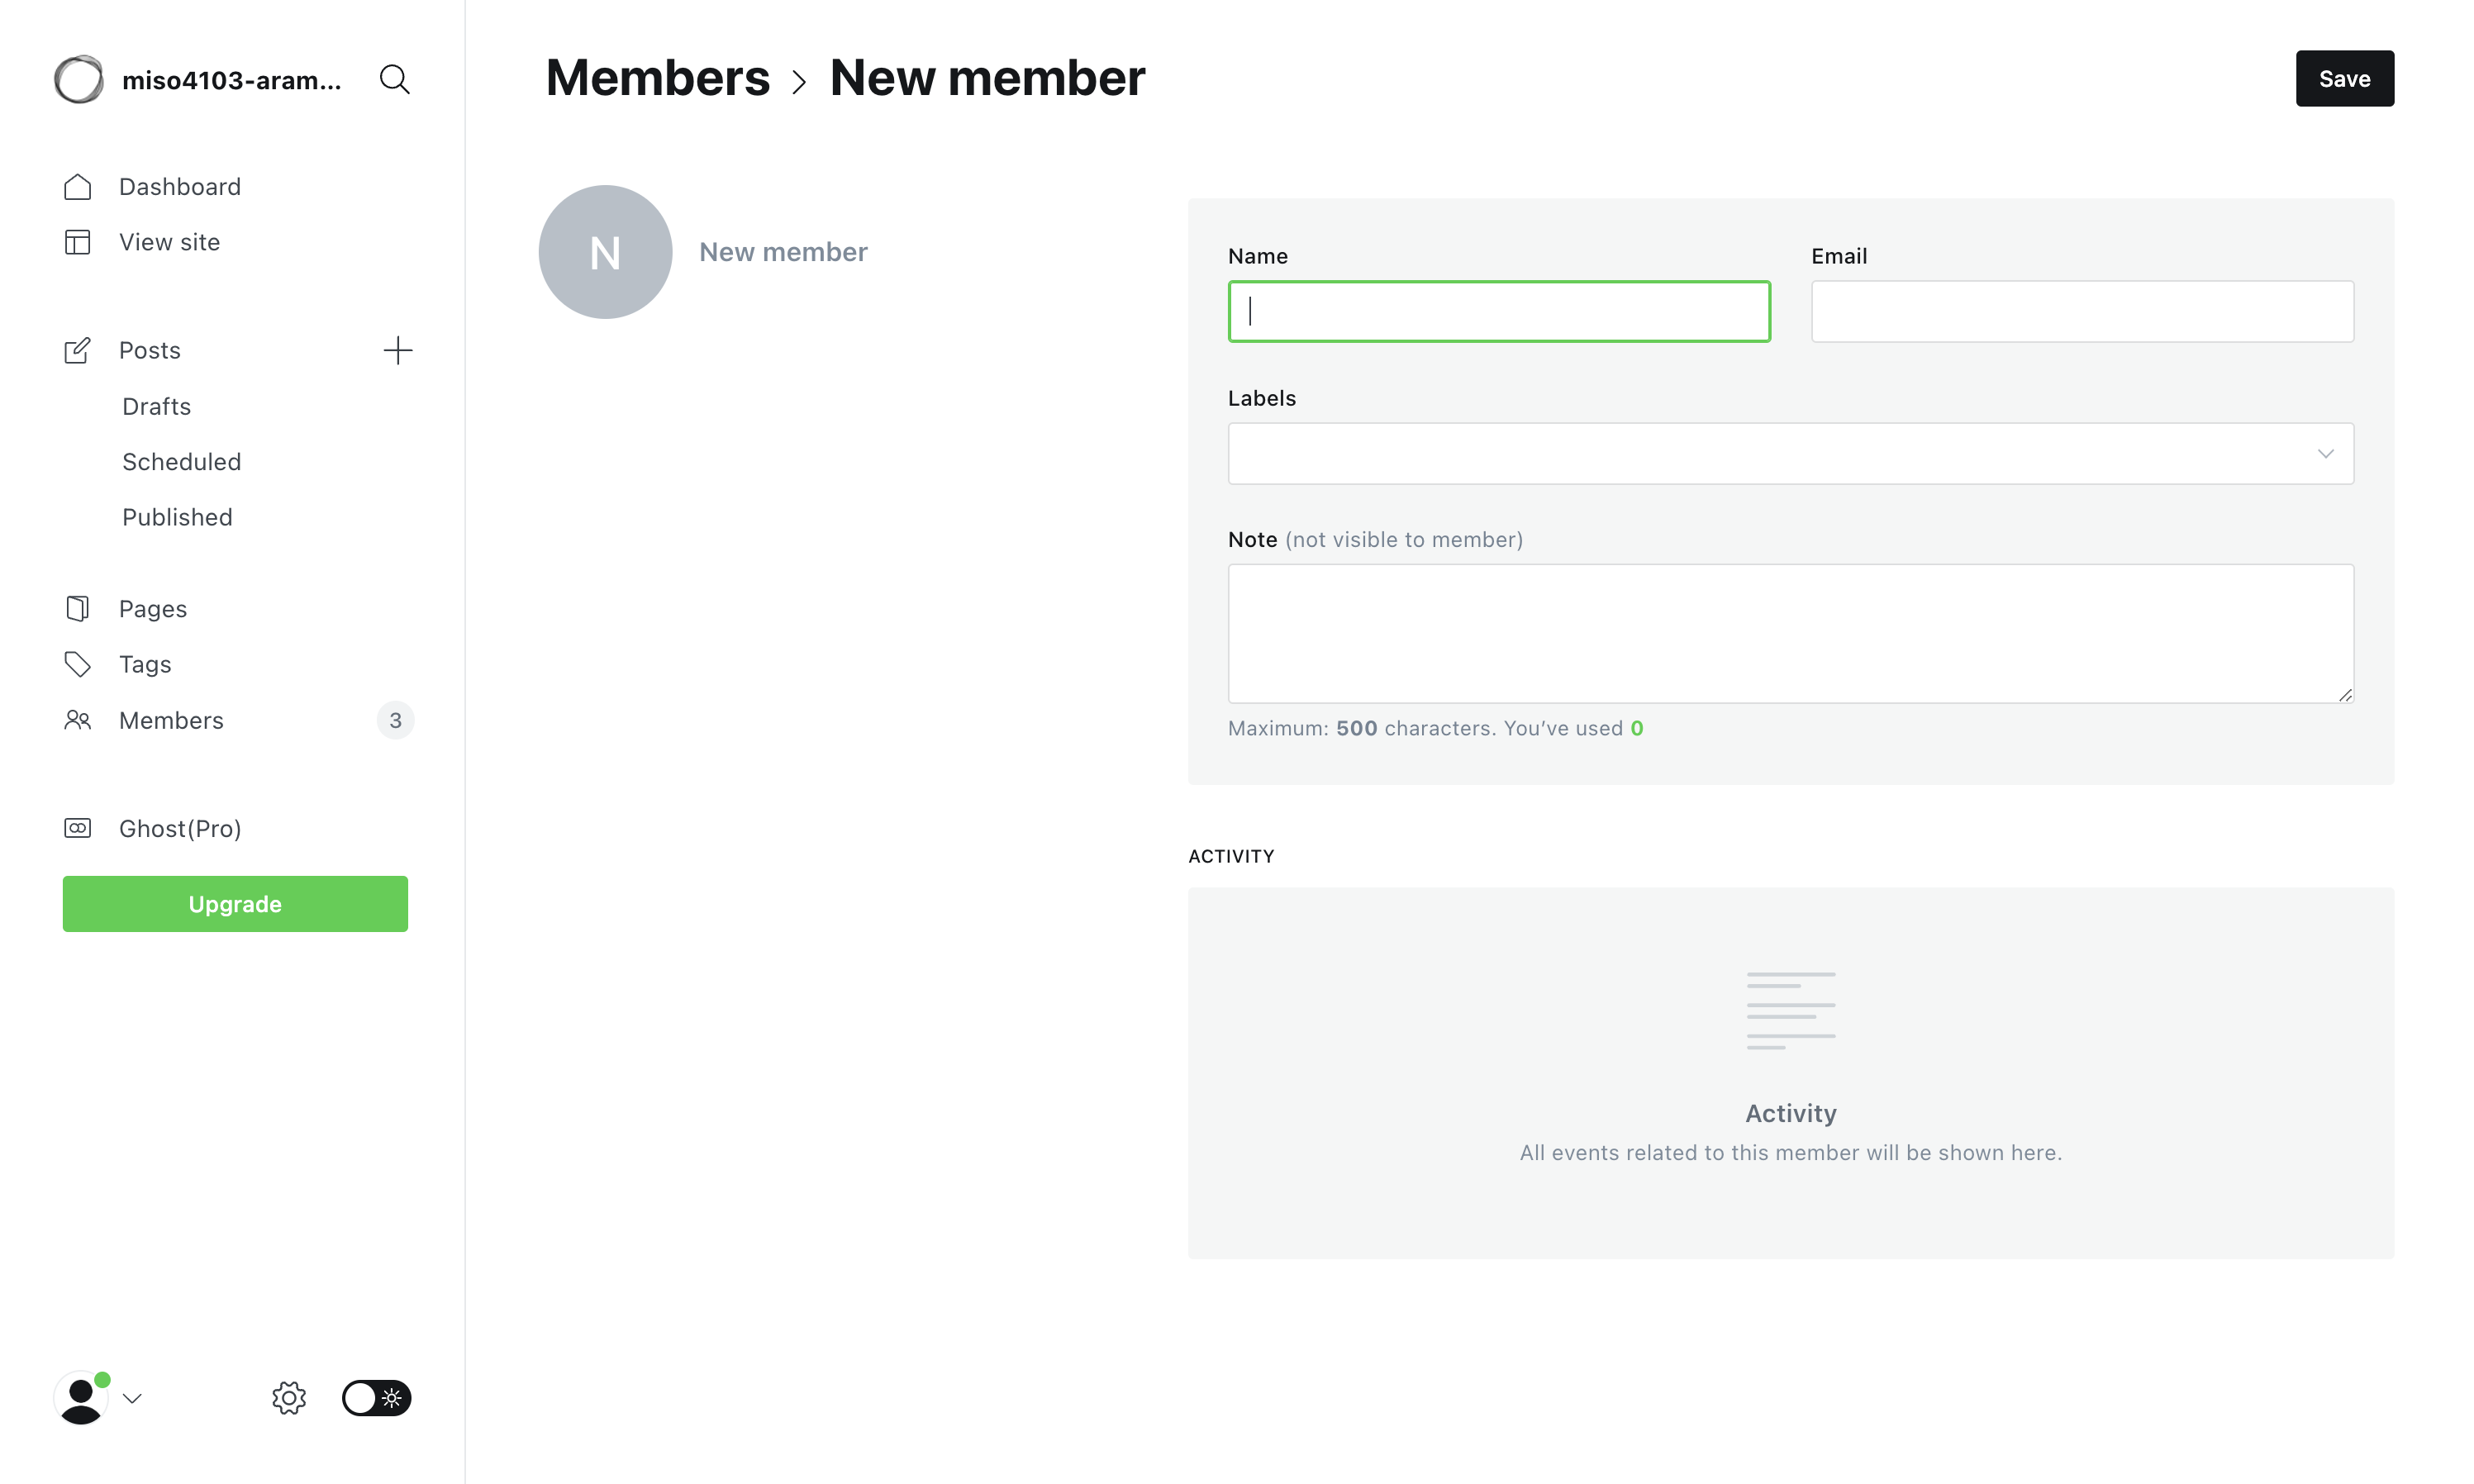 miso4103-aram...
Dashboard
View site
Posts
Drafts
Scheduled
Published
Pages
Tags
Members 3
Ghost(Pro)
Upgrade
Members > New member
Save
N
New member
Name
Email
Labels
Note (not visible to member)
Maximum: 500 characters. You’ve used 0
ACTIVITY
Activity
All events related to this member will be shown here.